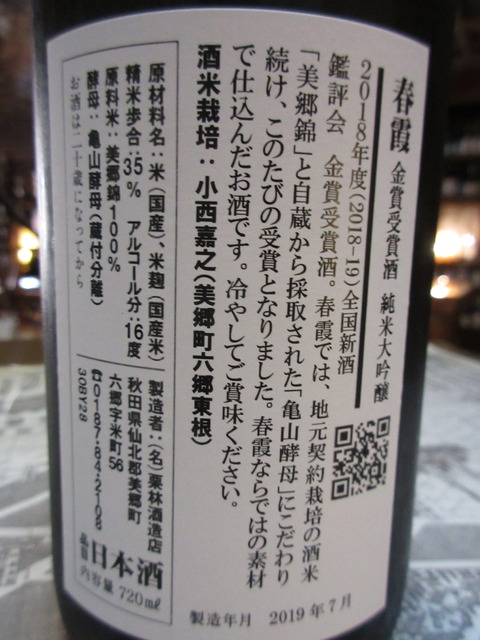 春霞 金賞受賞酒 純米大吟醸
2018年度(2018-19)全国新酒
鑑評会 金賞受賞酒。春霞では、地元契約栽培の酒米
「美郷錦」と自蔵から採取された「亀山酵母」にこだわり
続け、このたびの受賞となりました。春霞ならではの素材
で仕込んだお酒です。冷やしてご賞味ください。
酒米栽培：小西嘉之(美郷町六郷東根)
原材料名：米(国産)、米麹(国産米)
精米歩合：35% アルコール分：16度
原料米：美郷錦100%
酵母：亀山酵母(蔵付分離)
お酒は二十歳になってから
製造者：(名)栗林酒造店
秋田県仙北郡美郷町
六郷字米町56
☎0187-84-2108
30BY28
品目 日本酒
内容量 720mℓ
製造年月 2019年7月